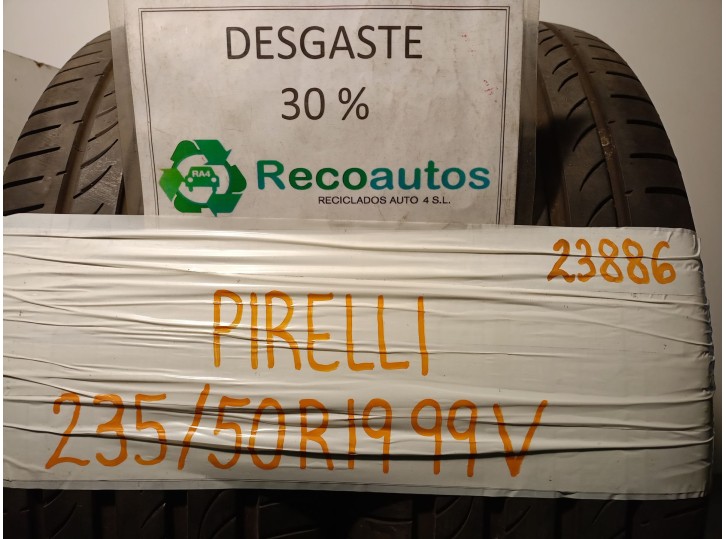 DESGASTE
30 %
RA4
Recoautos
RECICLADOS AUTO 4 S.L.
23886
PIRELLI
235/50R19 99V